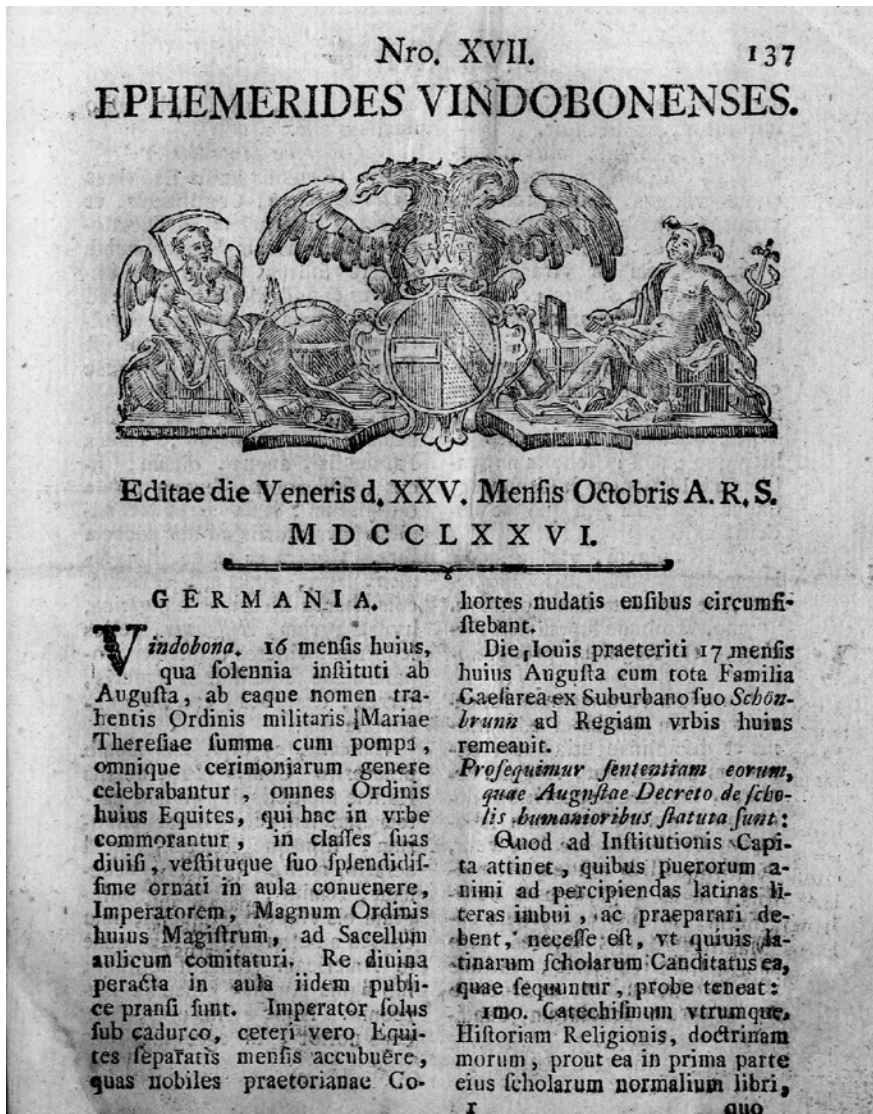 Nro. XVII. 137
EPHEMERIDES VINDOBONENSES.
Editae die Veneris d. XXV. Menſis Octobris A. R. S.
MDCCLXXVI.
GERMANIA.
Vindobona. 16 menſis huius,
qua ſolennia inſtituti ab
Auguſta, ab eaque nomen tra-
hentis Ordinis militaris Mariae
Thereſiae ſumma cum pompa,
omnique cerimoniarum genere
celebrabantur, omnes Ordinis
huius Equites, qui hac in vrbe
commorantur, in claſſes ſuas
diuiſi, veſtituque ſuo ſplendidiſ-
ſime ornati in aula conuenere,
Imperatorem, Magnum Ordinis
huius Magiſtrum, ad Sacellum
aulicum comitaturi. Re diuina
peracta in aula iidem publi-
ce pranſi ſunt. Imperator ſolus
ſub cadurco, ceteri vero Equi-
tes ſeparatis menſis accubuere,
quas nobiles praetorianae Co-
hortes nudatis enſibus circumſi-
ſtebant.
Die Iouis praeteriti 17 menſis
huius Auguſta cum tota Familia
Caeſarea ex Suburbano ſuo Schön-
brunn ad Regiam vrbis huius
remeauit.
Proſequimur ſententiam eorum,
quae Auguſtae Decreto de ſcho-
lis humanioribus ſtatuta ſunt:
Quod ad Inſtitutionis Capi-
ta attinet, quibus puerorum a-
nimi ad percipiendas latinas li-
teras imbui, ac praeparari de-
bent, neceſſe eſt, vt quiuis la-
tinarum ſcholarum Canditatus ea,
quae ſequuntur, probe teneat:
1mo. Catechiſmum vtrumque,
Hiſtoriam Religionis, doctrinam
morum, prout ea in prima parte
eius ſcholarum normalium libri,
r quo